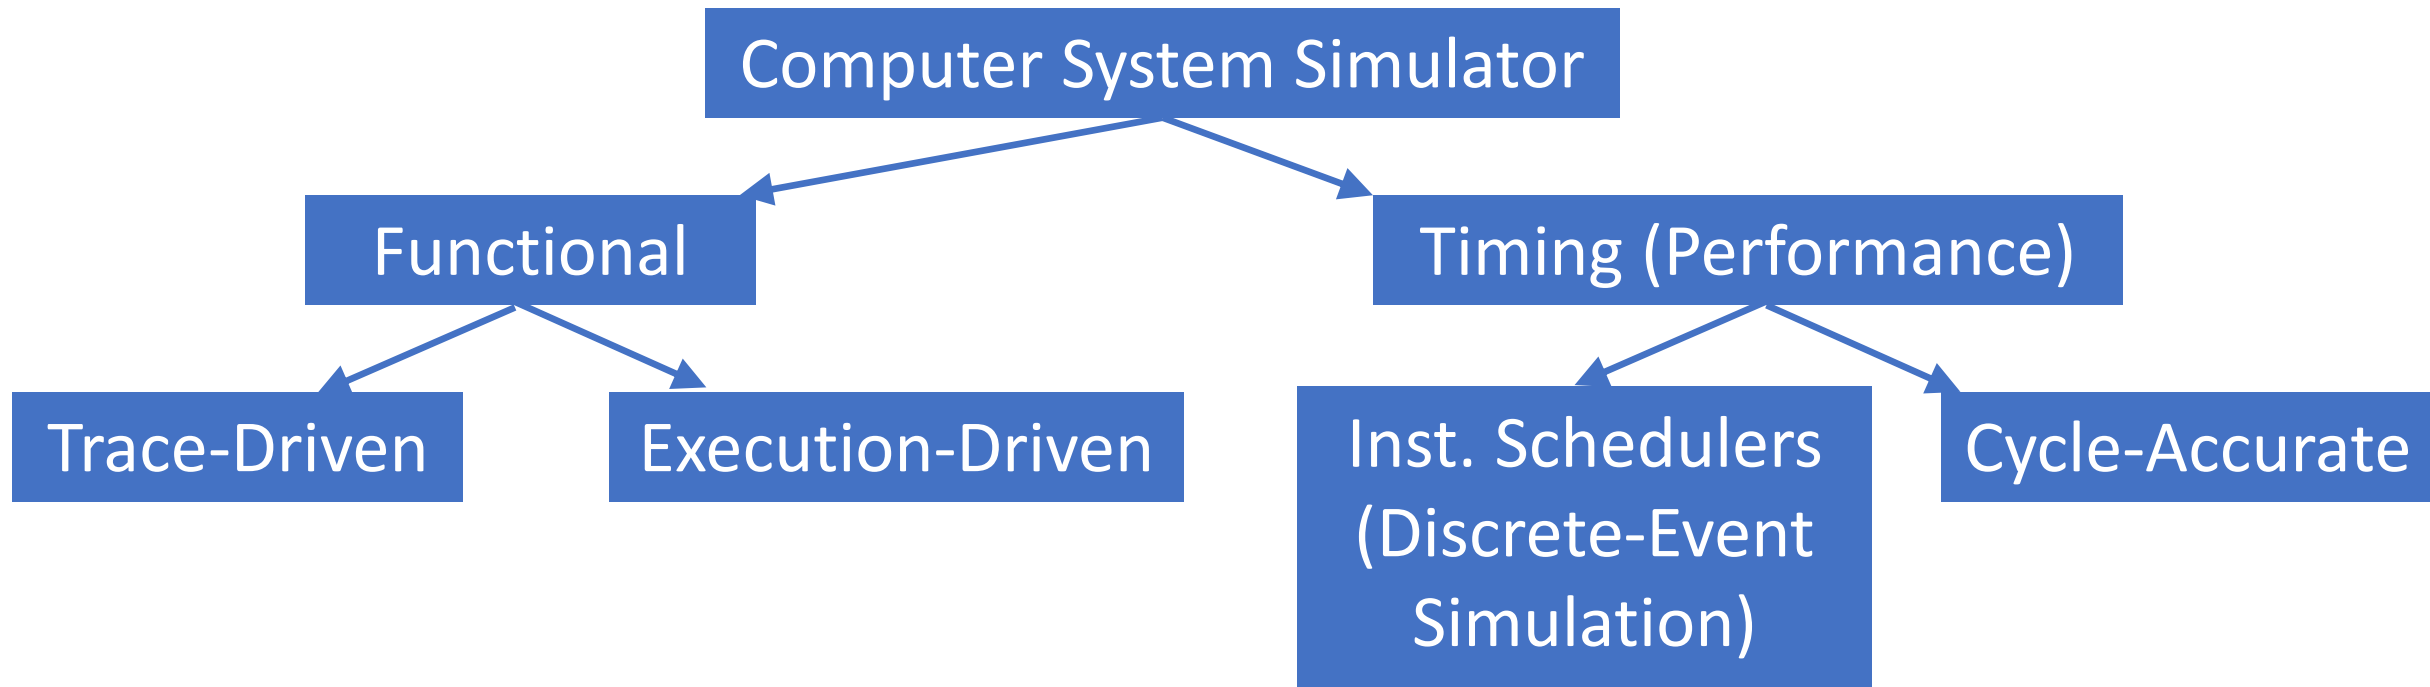 Computer System Simulator
Functional
Timing (Performance)
Trace-Driven
Execution-Driven
Inst. Schedulers
(Discrete-Event
Simulation)
Cycle-Accurate